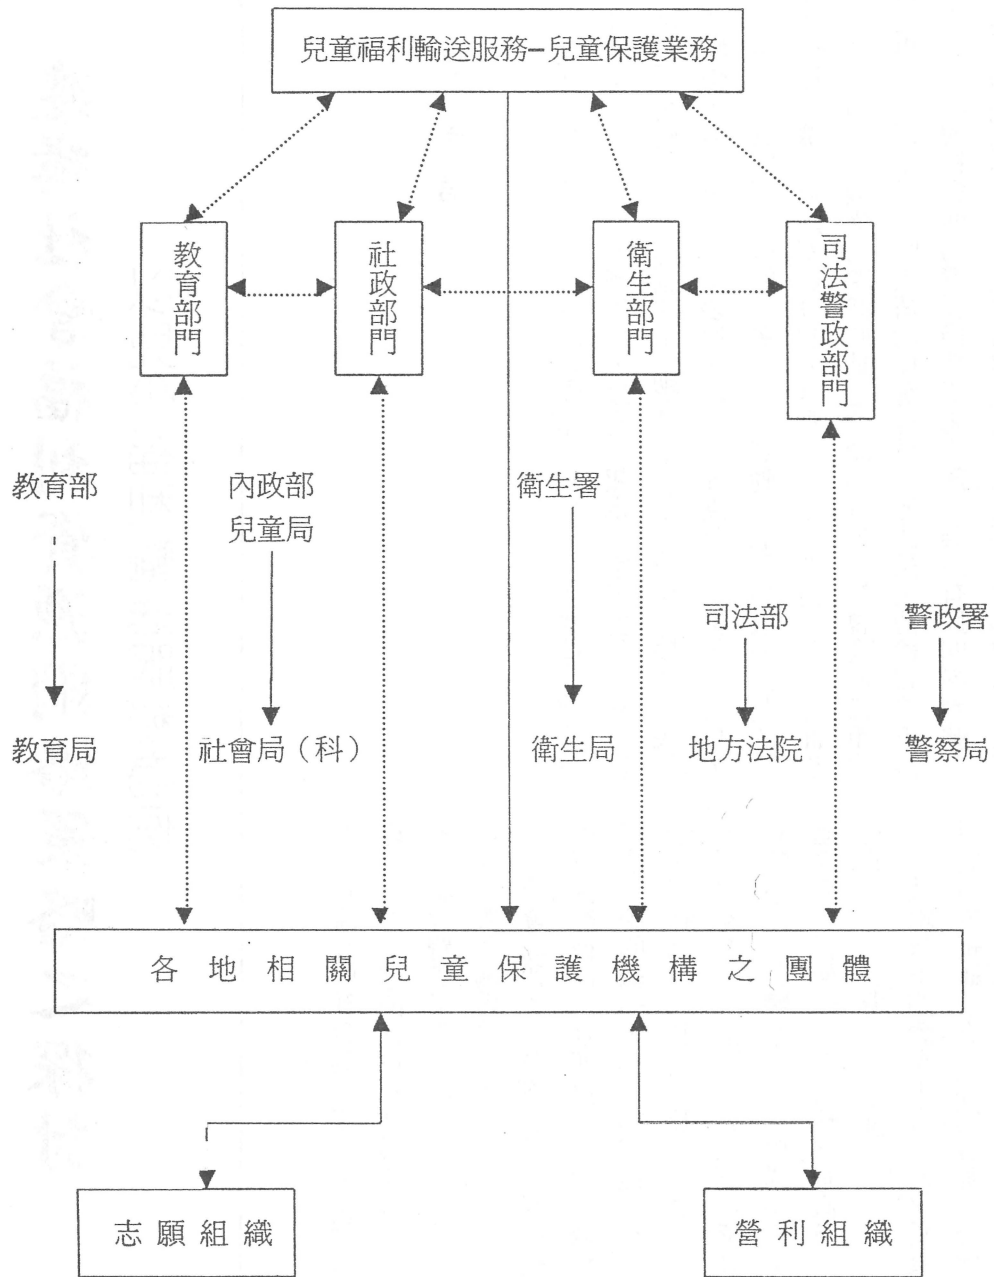 兒童福利輸送服務–兒童保護業務
教育部門
社政部門
衛生部門
司法警政部門
教育部
內政部
兒童局
衛生署
司法部
警政署
教育局
社會局（科）
衛生局
地方法院
警察局
各地相關兒童保護機構之團體
志願組織
營利組織